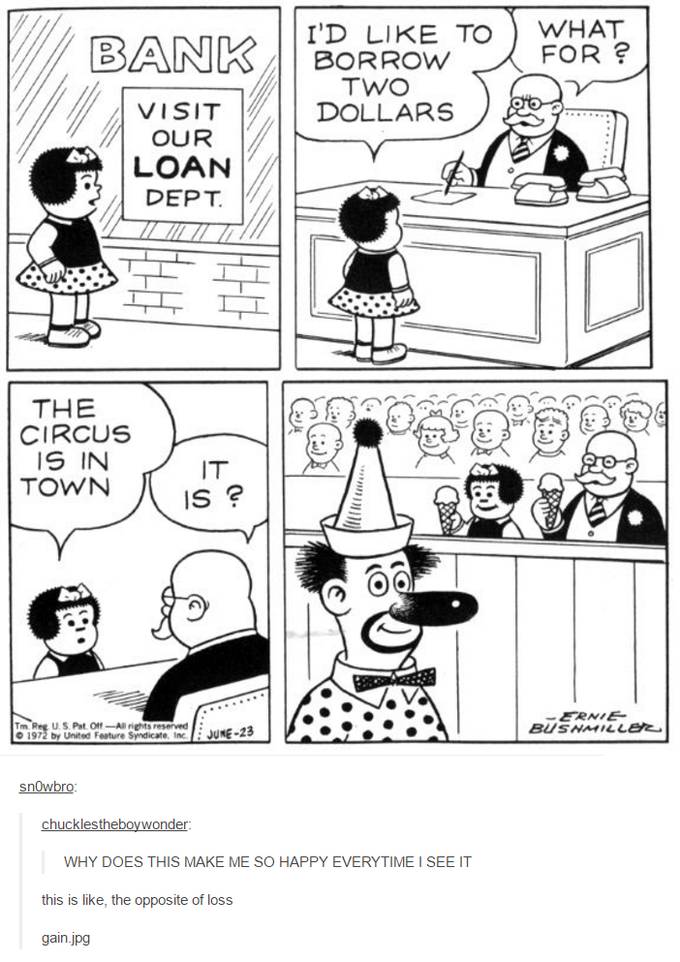 BANK
VISIT
OUR
LOAN
DEPT.
I'D LIKE TO
BORROW
TWO
DOLLARS
WHAT
FOR ?
THE
CIRCUS
IS IN
TOWN
IT
IS ?
Tm. Reg. U. S. Pat. Off —All rights reserved
© 1972 by United Feature Syndicate, Inc.
JUNE-23
-ERNIE-
BUSHMILLER
sn0wbro:
chucklestheboywonder:
WHY DOES THIS MAKE ME SO HAPPY EVERYTIME I SEE IT
this is like, the opposite of loss
gain.jpg